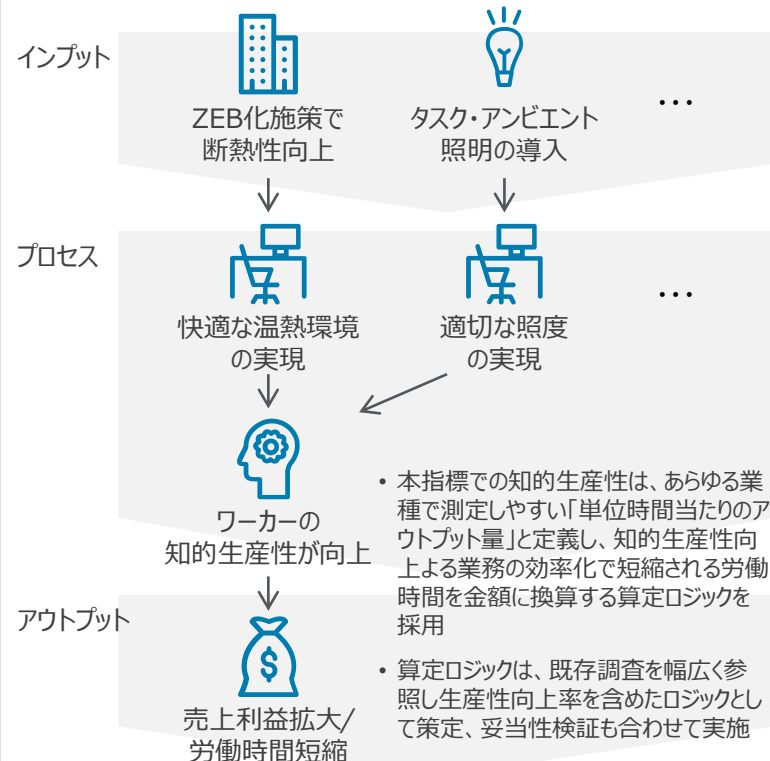 インプット
ZEB化施策で
断熱性向上
タスク・アンビエント
照明の導入
…
プロセス
快適な温熱環境
の実現
適切な照度
の実現
…
ワーカーの
知的生産性が向上
• 本指標での知的生産性は、あらゆる業
種で測定しやすい「単位時間当たりのア
ウトプット量」と定義し、知的生産性向
上よる業務の効率化で短縮される労働
時間を金額に換算する算定ロジックを
採用
アウトプット
$
売上利益拡大/
労働時間短縮
• 算定ロジックは、既存調査を幅広く参
照し生産性向上率を含めたロジックとし
て策定、妥当性検証も合わせて実施